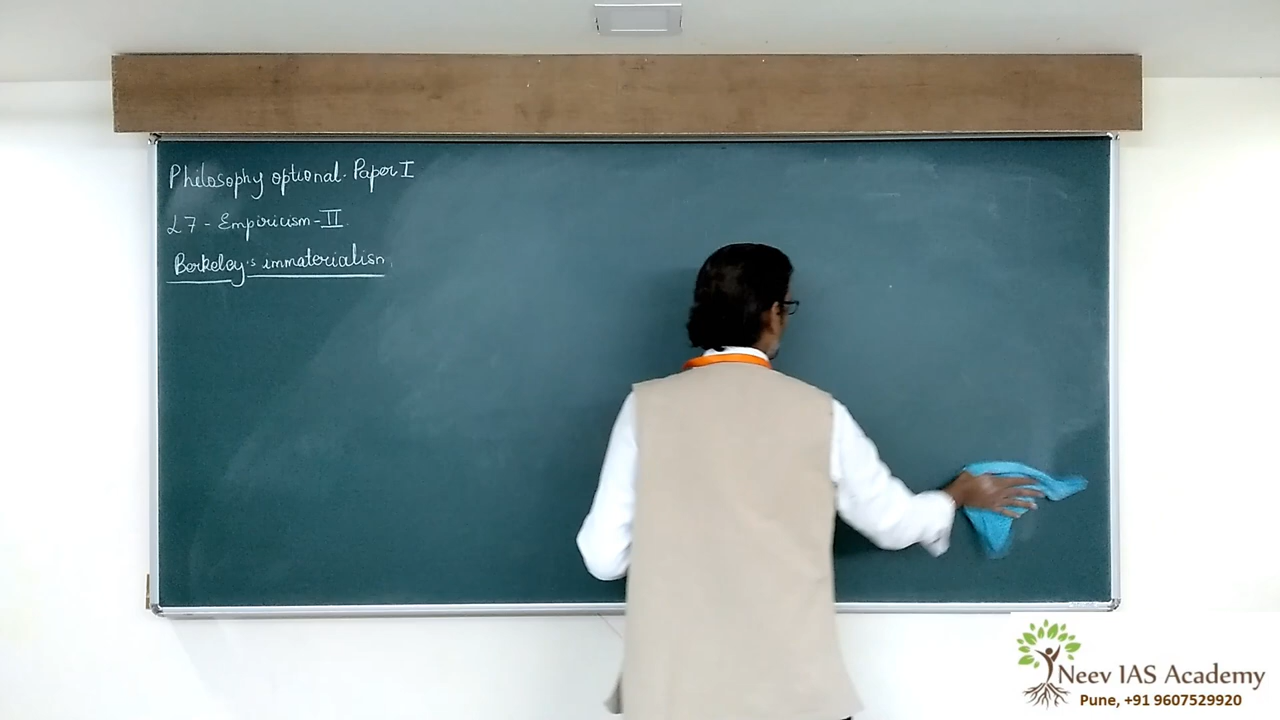 Philosophy optional. Paper I
L7 - Empiricism - II
Berkeley's immaterialism
Neev IAS Academy
Pune, +91 9607529920